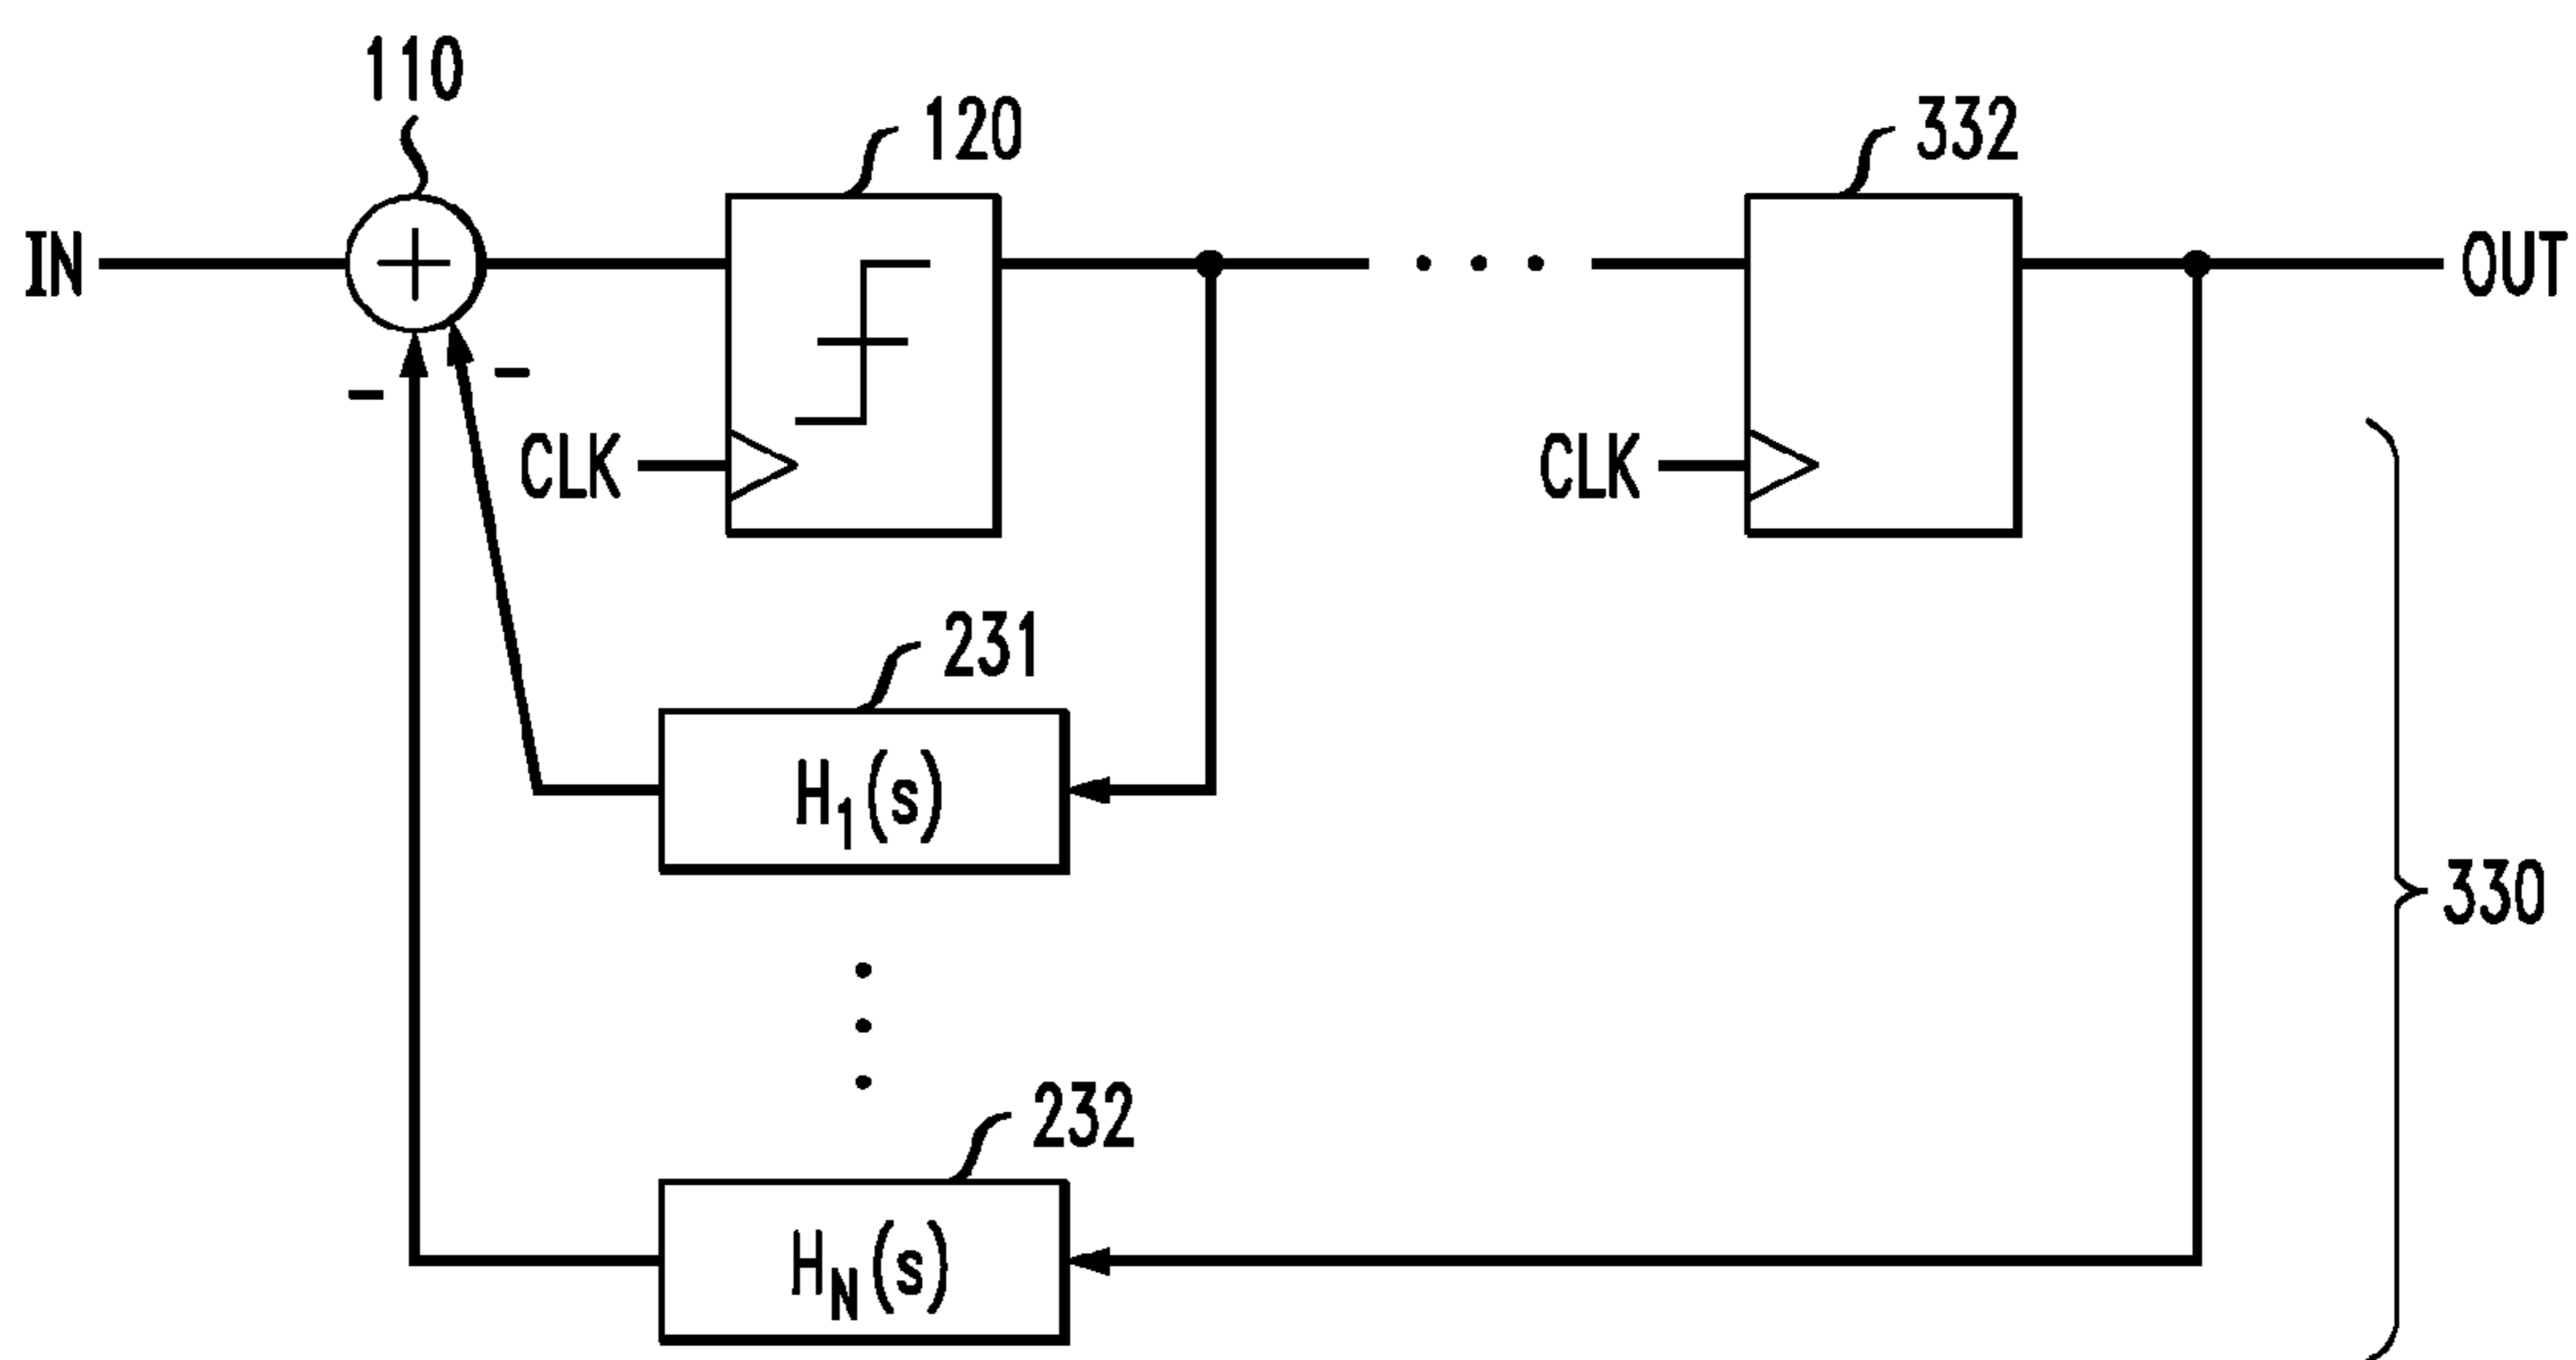 110
120
332
IN
+
OUT
-
-
CLK
CLK
231
H1(s)
330
232
HN(s)